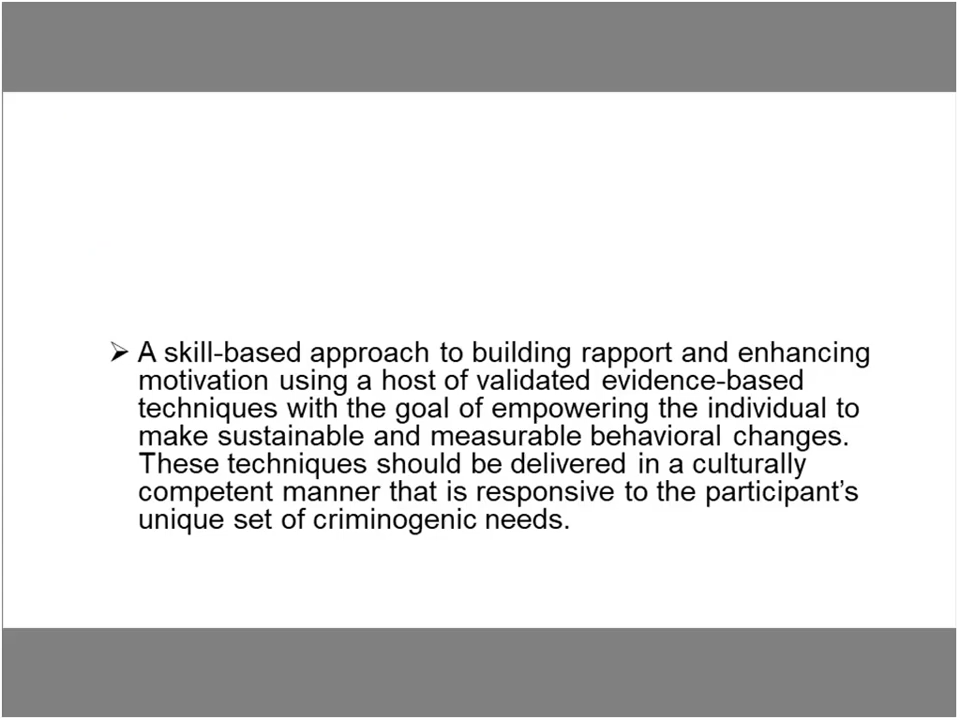 ➢ A skill-based approach to building rapport and enhancing
motivation using a host of validated evidence-based
techniques with the goal of empowering the individual to
make sustainable and measurable behavioral changes.
These techniques should be delivered in a culturally
competent manner that is responsive to the participant’s
unique set of criminogenic needs.